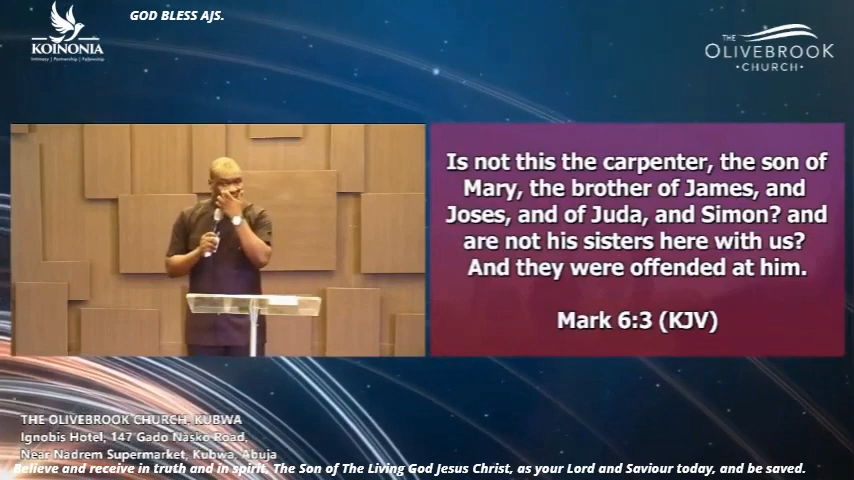 GOD BLESS AJS.
KOINONIA
Intimacy | Partnership | Fellowship
THE
OLIVEBROOK
•CHURCH•
Is not this the carpenter, the son of
Mary, the brother of James, and
Joses, and of Juda, and Simon? and
are not his sisters here with us?
And they were offended at him.
Mark 6:3 (KJV)
THE OLIVEBROOK CHURCH, KUBWA
Ignobis Hotel, 147 Gado Nasko Road,
Near Nadrem Supermarket, Kubwa, Abuja
Believe and receive in truth and in spirit, The Son of The Living God Jesus Christ, as your Lord and Saviour today, and be saved.